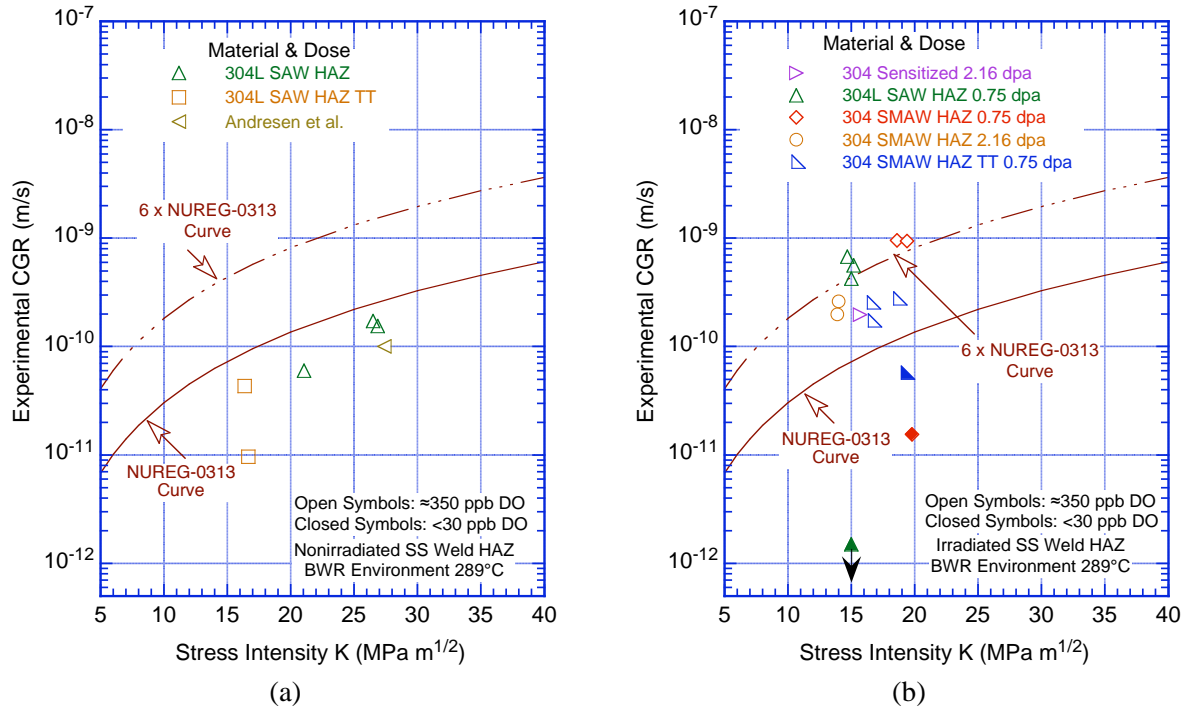 10⁻⁷
10⁻⁸
10⁻⁹
10⁻¹⁰
10⁻¹¹
10⁻¹²
Experimental CGR (m/s)
Material & Dose
304L SAW HAZ
304L SAW HAZ TT
Andresen et al.
6 x NUREG-0313
Curve
NUREG-0313
Curve
Open Symbols: ≈350 ppb DO
Closed Symbols: <30 ppb DO
Nonirradiated SS Weld HAZ
BWR Environment 289°C
5 10 15 20 25 30 35 40
Stress Intensity K (MPa m¹/²)
(a)
10⁻⁷
10⁻⁸
10⁻⁹
10⁻¹⁰
10⁻¹¹
10⁻¹²
Experimental CGR (m/s)
Material & Dose
304 Sensitized 2.16 dpa
304L SAW HAZ 0.75 dpa
304 SMAW HAZ 0.75 dpa
304 SMAW HAZ 2.16 dpa
304 SMAW HAZ TT 0.75 dpa
6 x NUREG-0313
Curve
NUREG-0313
Curve
Open Symbols: ≈350 ppb DO
Closed Symbols: <30 ppb DO
Irradiated SS Weld HAZ
BWR Environment 289°C
5 10 15 20 25 30 35 40
Stress Intensity K (MPa m¹/²)
(b)